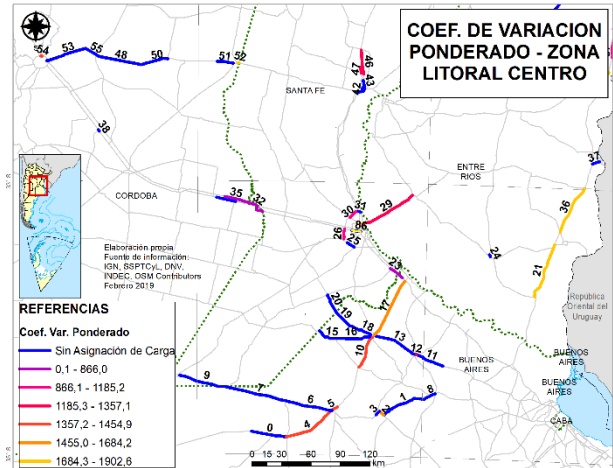 COEF. DE VARIACION
PONDERADO - ZONA
LITORAL CENTRO
54
53
55
48
50
51
52
46
47
43
42
SANTA FE
38
37
ENTRE
RIOS
CORDOBA
35
32
31
30
29
36
26
25
24
21
23
17
República
Oriental del
Uruguay
Elaboración propia
Fuente de información:
IGN, SSPTCyL, DNV,
INDEC, OSM Contributors
Febrero 2019
20
19
15
16
18
13
12
11
10
BUENOS
AIRES
BUENOS
AIRES
BUENOS
AIRES
CABA
9
7
6
5
4
0
3
1
8
REFERENCIAS
Coef. Var. Ponderado
Sin Asignación de Carga
0,1 - 866,0
866,1 - 1185,2
1185,3 - 1357,1
1357,2 - 1454,9
1455,0 - 1684,2
1684,3 - 1902,6
0 15 30 60 90 120
km